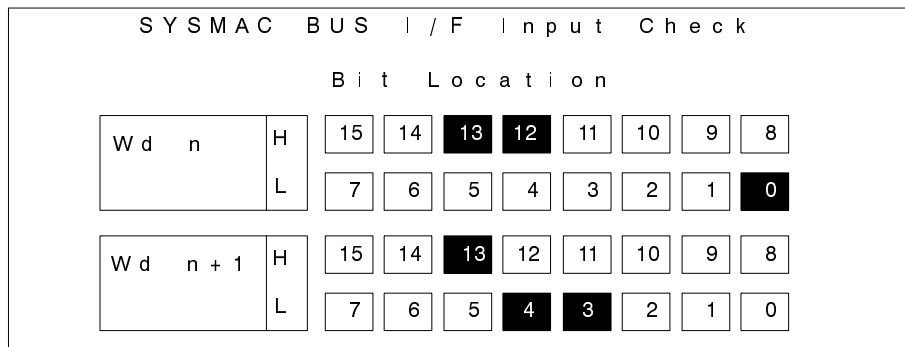 SYSMAC BUS I/F Input Check
Bit Location
Wd n H 15 14 13 12 11 10 9 8
L 7 6 5 4 3 2 1 0
Wd n+1 H 15 14 13 12 11 10 9 8
L 7 6 5 4 3 2 1 0